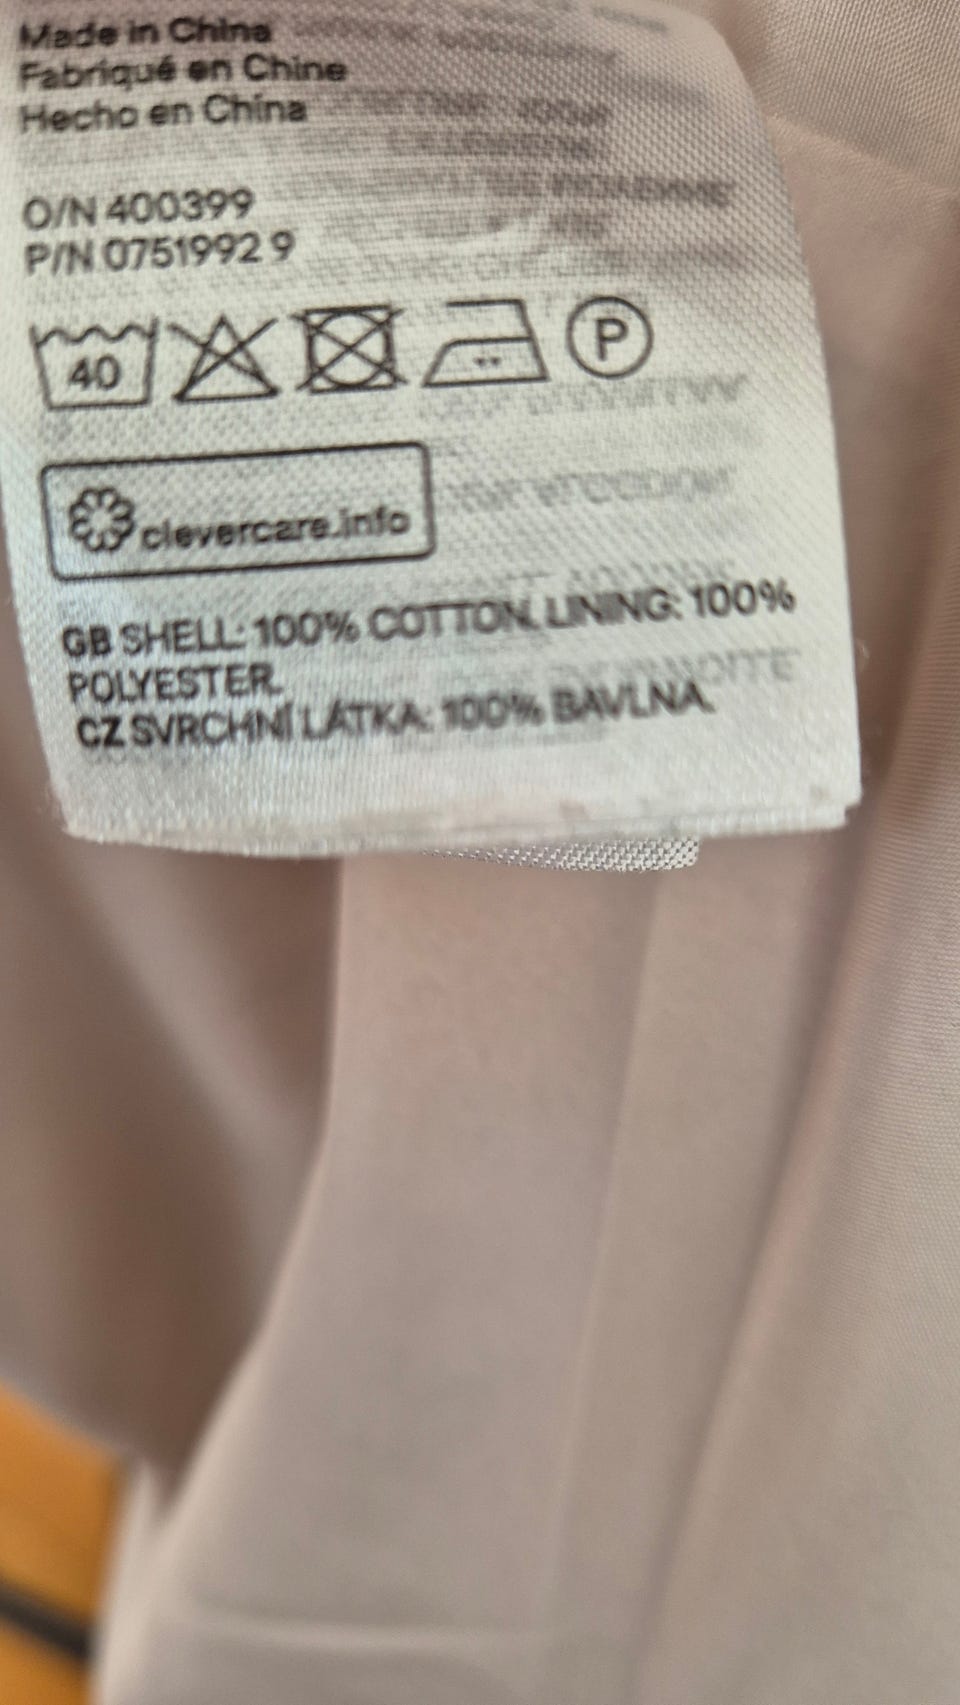 Made in China
Fabriqué en Chine
Hecho en China
O/N 400399
P/N 0751992 9
40
P
clevercare.info
GB SHELL: 100% COTTON. LINING: 100%
POLYESTER.
CZ SVRCHNÍ LÁTKA: 100% BAVLNA.